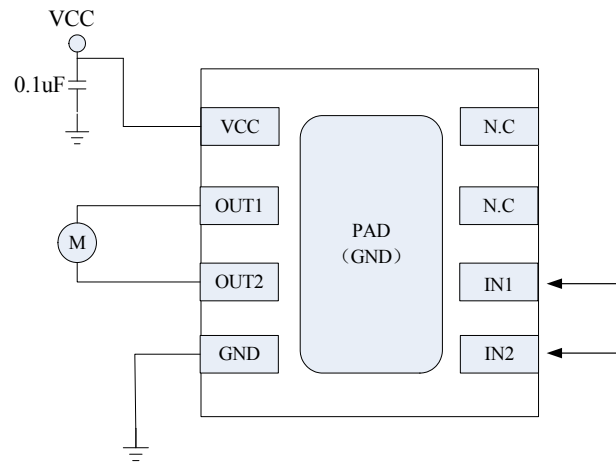 VCC
0.1uF
VCC
N.C
OUT1
N.C
M
PAD
（GND）
OUT2
IN1
GND
IN2